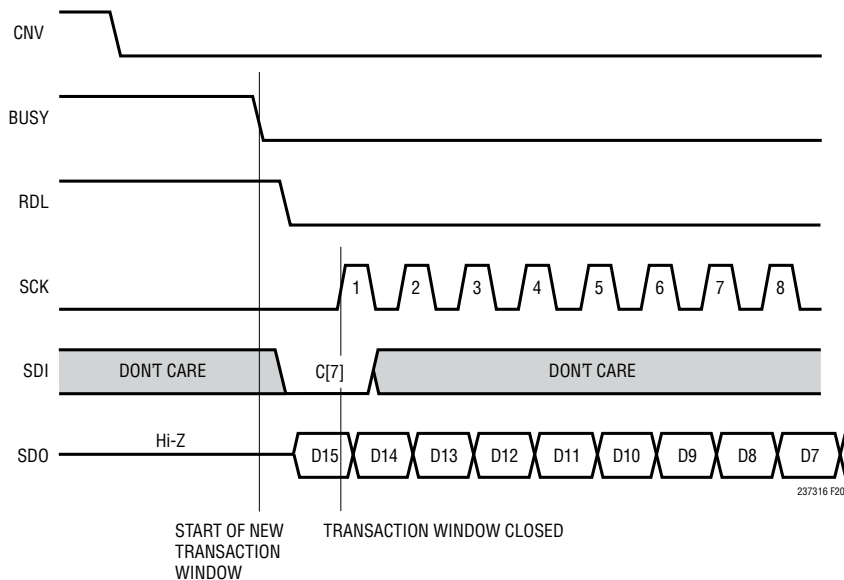 CNV
BUSY
RDL
SCK
1 2 3 4 5 6 7 8
SDI
DON'T CARE
C[7]
DON'T CARE
SDO
Hi-Z
D15 D14 D13 D12 D11 D10 D9 D8 D7
237316 F20
START OF NEW
TRANSACTION
WINDOW
TRANSACTION WINDOW CLOSED